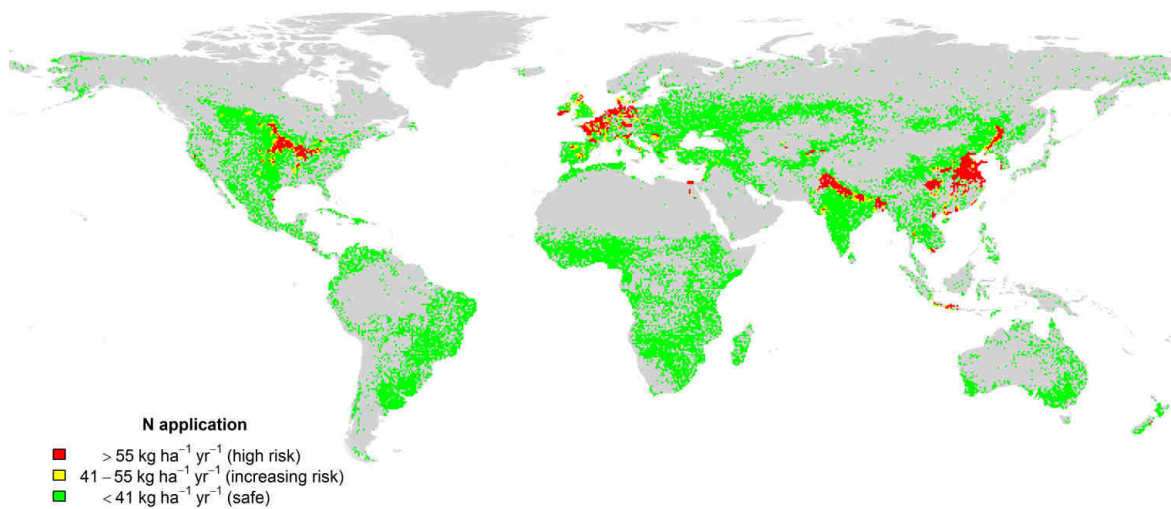 N application
> 55 kg ha⁻¹ yr⁻¹ (high risk)
41 – 55 kg ha⁻¹ yr⁻¹ (increasing risk)
< 41 kg ha⁻¹ yr⁻¹ (safe)